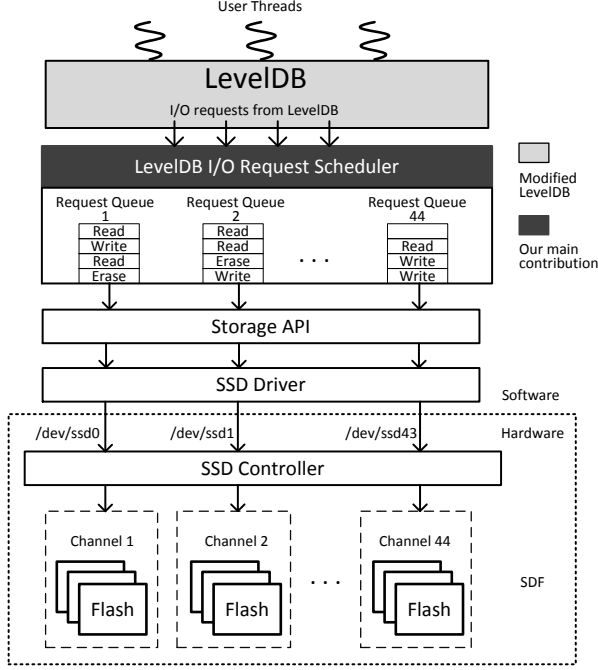 User Threads
LevelDB
I/O requests from LevelDB
LevelDB I/O Request Scheduler
Request Queue
1
Read
Write
Read
Erase
Request Queue
2
Read
Read
Erase
Write
. . .
Request Queue
44
Read
Write
Write
Modified
LevelDB
Our main
contribution
Storage API
SSD Driver
Software
Hardware
/dev/ssd0
/dev/ssd1
/dev/ssd43
SSD Controller
Channel 1
Flash
Channel 2
Flash
. . .
Channel 44
Flash
SDF